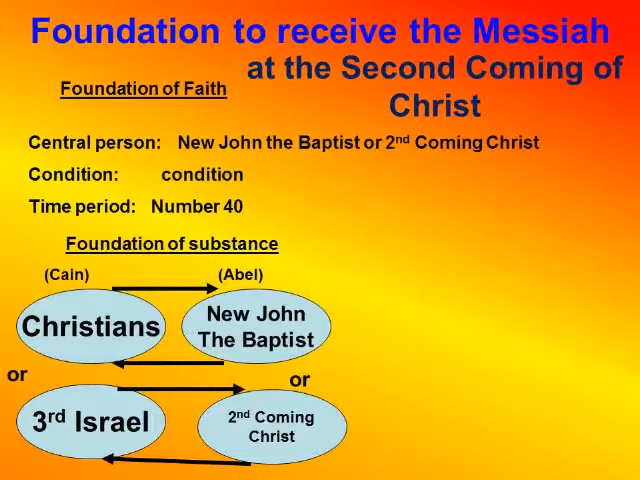 Foundation to receive the Messiah
at the Second Coming of
Christ
Foundation of Faith
Central person: New John the Baptist or 2nd Coming Christ
Condition: condition
Time period: Number 40
Foundation of substance
(Cain) (Abel)
Christians
New John
The Baptist
or
or
3rd Israel
2nd Coming
Christ